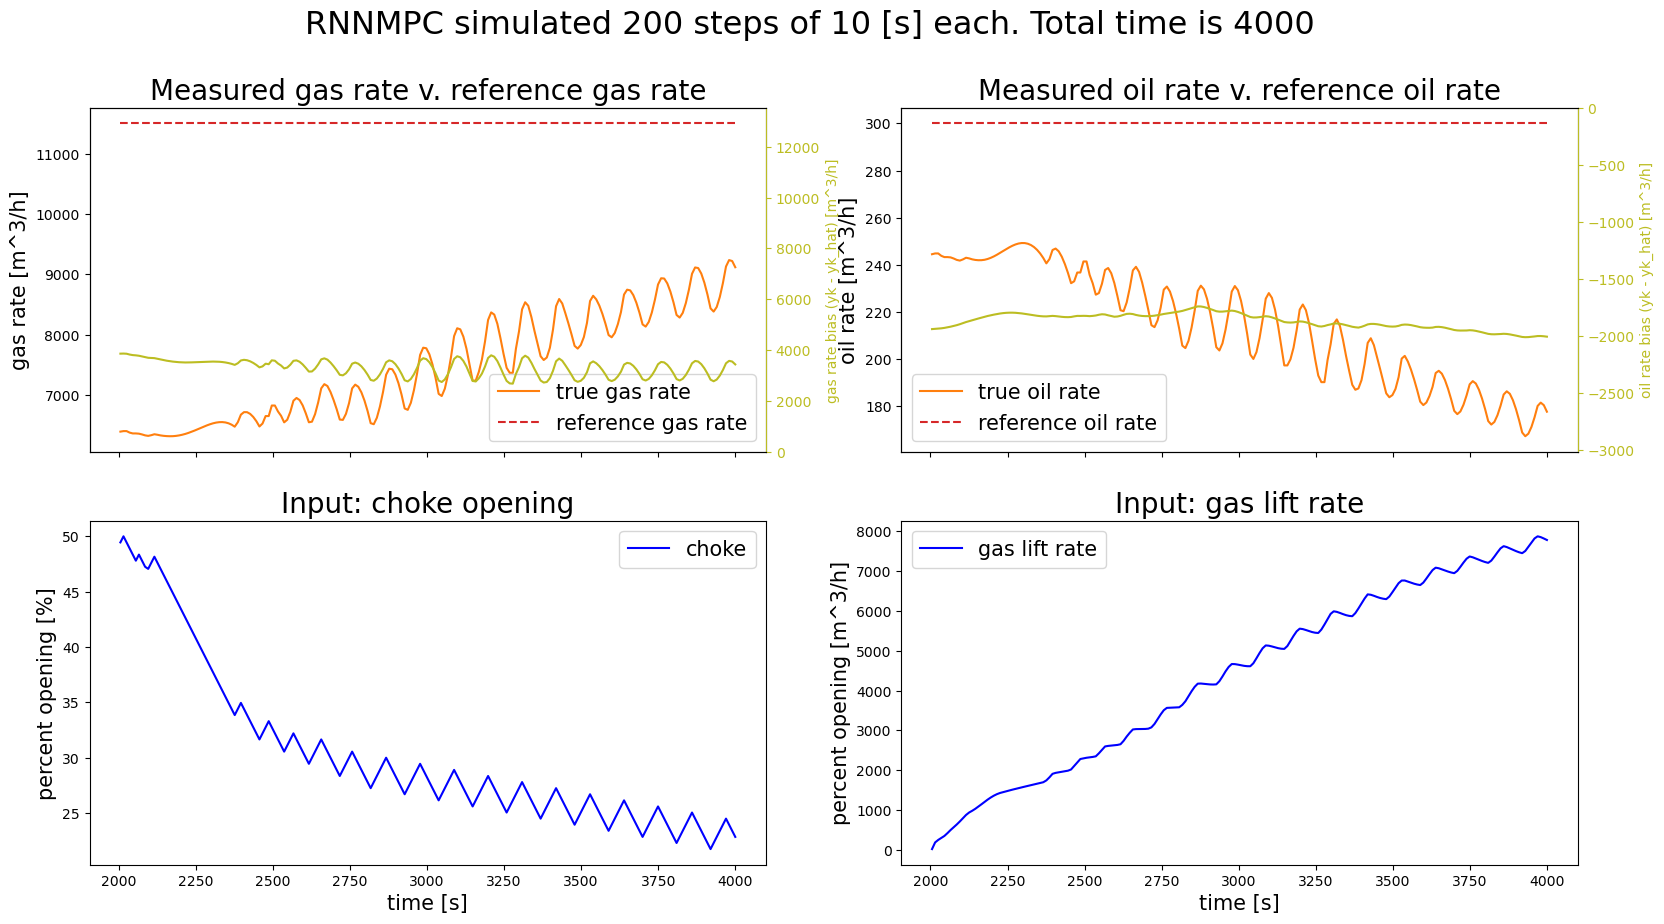 RNNMPC simulated 200 steps of 10 [s] each. Total time is 4000
Measured gas rate v. reference gas rate
gas rate [m^3/h]
11000
10000
9000
8000
7000
12000
10000
8000
6000
4000
2000
0
gas rate bias (yk - yk_hat) [m^3/h]
true gas rate
reference gas rate
Measured oil rate v. reference oil rate
oil rate [m^3/h]
300
280
260
240
220
200
180
0
−500
−1000
−1500
−2000
−2500
−3000
oil rate bias (yk - yk_hat) [m^3/h]
true oil rate
reference oil rate
Input: choke opening
percent opening [%]
50
45
40
35
30
25
choke
2000 2250 2500 2750 3000 3250 3500 3750 4000
time [s]
Input: gas lift rate
percent opening [m^3/h]
8000
7000
6000
5000
4000
3000
2000
1000
0
gas lift rate
2000 2250 2500 2750 3000 3250 3500 3750 4000
time [s]